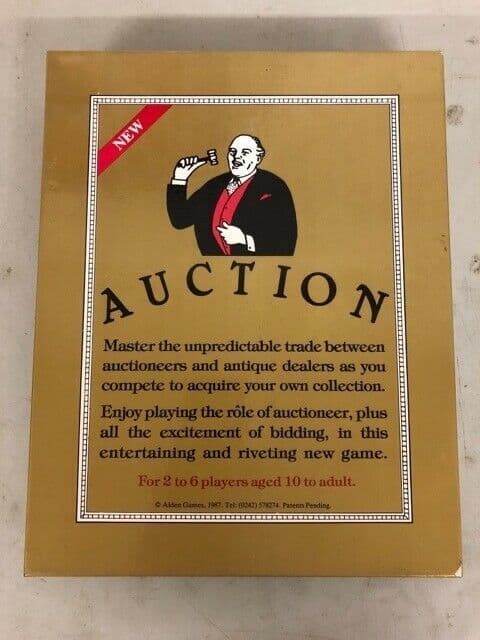 NEW
AUCTION
Master the unpredictable trade between
auctioneers and antique dealers as you
compete to acquire your own collection.
Enjoy playing the rôle of auctioneer, plus
all the excitement of bidding, in this
entertaining and riveting new game.
For 2 to 6 players aged 10 to adult.
© Alden Games, 1987. Tel: (0242) 578274. Patents Pending.